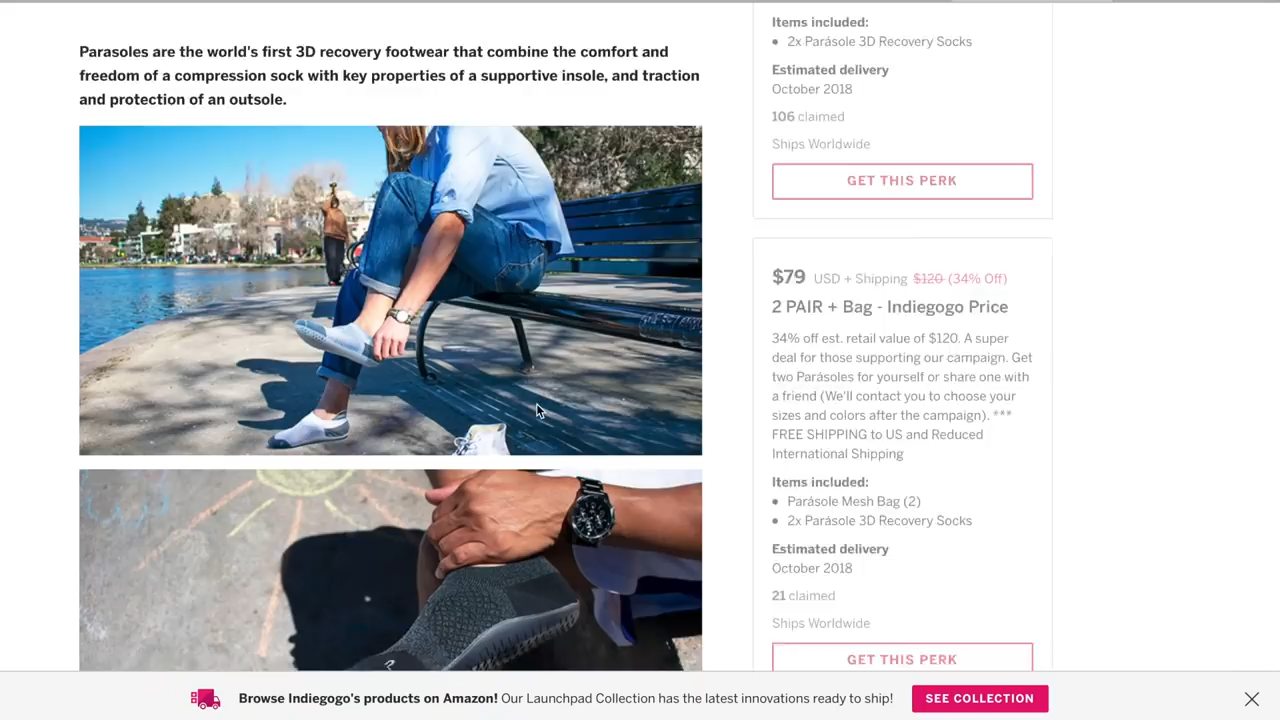 Parasoles are the world's first 3D recovery footwear that combine the comfort and
freedom of a compression sock with key properties of a supportive insole, and traction
and protection of an outsole.
Items included:
2x Parásole 3D Recovery Socks
Estimated delivery
October 2018
106 claimed
Ships Worldwide
GET THIS PERK
$79 USD + Shipping $120 (34% Off)
2 PAIR + Bag - Indiegogo Price
34% off est. retail value of $120. A super
deal for those supporting our campaign. Get
two Parásoles for yourself or share one with
a friend (We'll contact you to choose your
sizes and colors after the campaign). ***
FREE SHIPPING to US and Reduced
International Shipping
Items included:
Parásole Mesh Bag (2)
2x Parásole 3D Recovery Socks
Estimated delivery
October 2018
21 claimed
Ships Worldwide
GET THIS PERK
Browse Indiegogo's products on Amazon! Our Launchpad Collection has the latest innovations ready to ship!
SEE COLLECTION